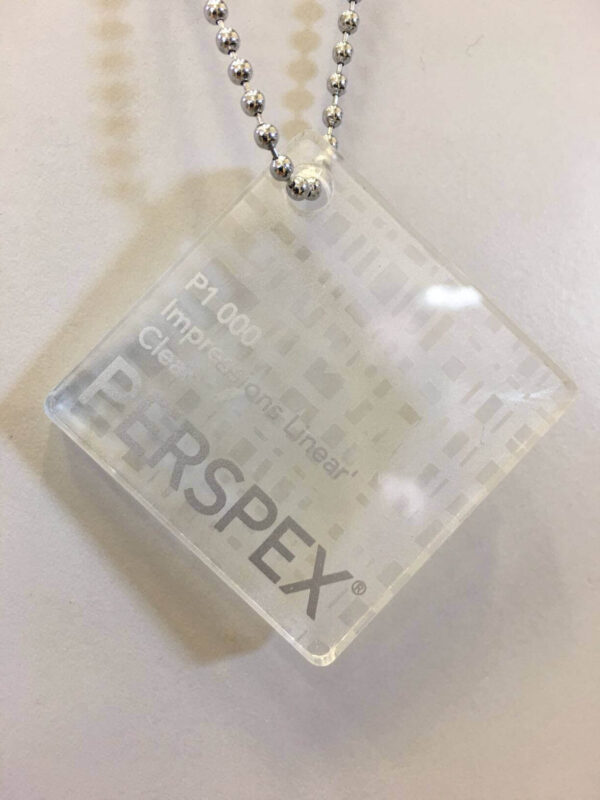 P1 000
Impressions Linear'
Clear
PERSPEX®